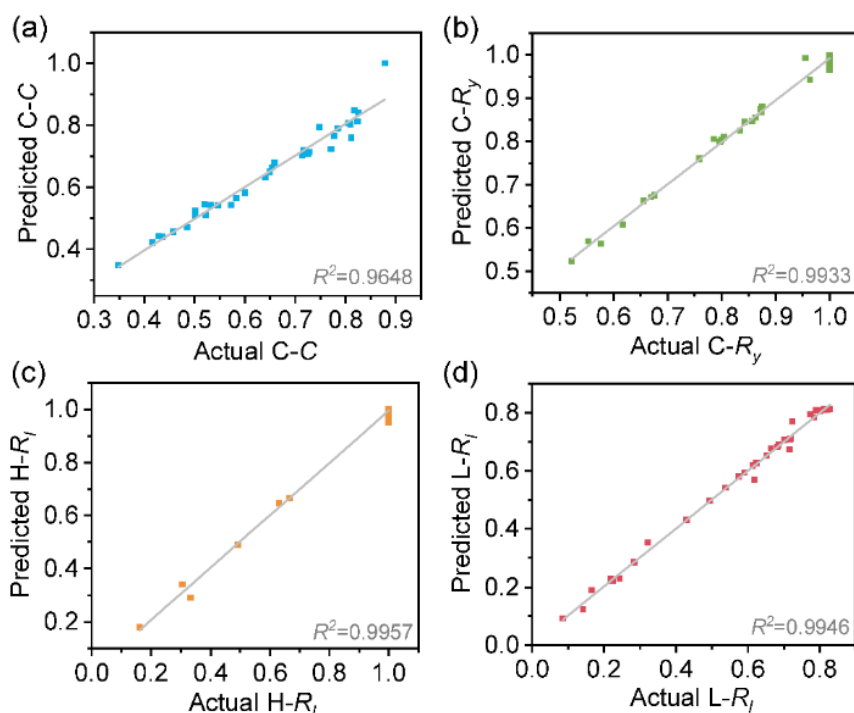 (a)
Predicted C-C
1.0
0.8
0.6
0.4
R²=0.9648
0.3 0.4 0.5 0.6 0.7 0.8 0.9
Actual C-C
(b)
Predicted C-Ry
1.0
0.9
0.8
0.7
0.6
0.5
R²=0.9933
0.5 0.6 0.7 0.8 0.9 1.0
Actual C-Ry
(c)
Predicted H-Rl
1.0
0.8
0.6
0.4
0.2
R²=0.9957
0.0 0.2 0.4 0.6 0.8 1.0
Actual H-Rl
(d)
Predicted L-Rl
0.8
0.6
0.4
0.2
0.0
R²=0.9946
0.0 0.2 0.4 0.6 0.8
Actual L-Rl